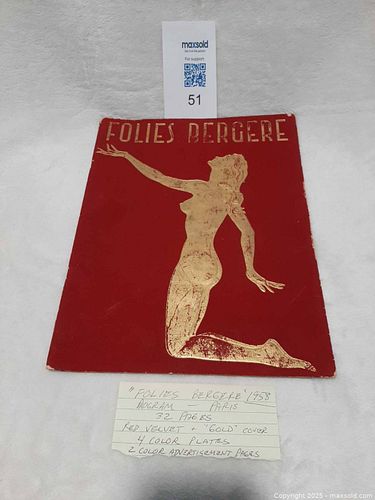 maxsold
For support
51
FOLIES BERGERE
"FOLIES BERGERE" 1958
ROGRAM — PARIS
32 PAGES
RED VELVET + "GOLD" COVER
4 COLOR PLATES
2 COLOR ADVERTISEMENT PAGES
Copyright 2025 - maxsold.com